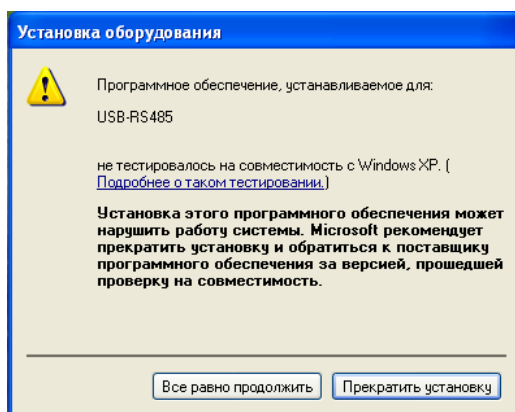 Установка оборудования
Программное обеспечение, устанавливаемое для:
USB-RS485
не тестировалось на совместимость с Windows XP. (
Подробнее о таком тестировании.)
Установка этого программного обеспечения может
нарушить работу системы. Microsoft рекомендует
прекратить установку и обратиться к поставщику
программного обеспечения за версией, прошедшей
проверку на совместимость.
Все равно продолжить
Прекратить установку